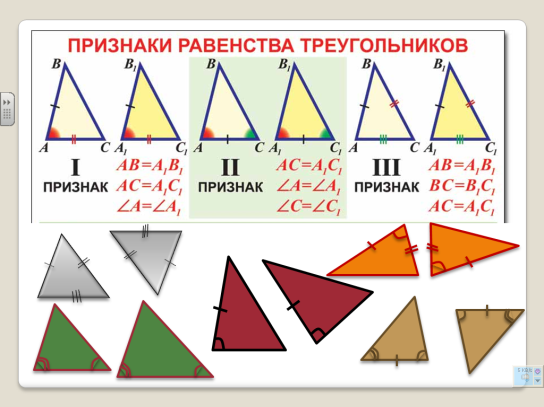 ПРИЗНАКИ РАВЕНСТВА ТРЕУГОЛЬНИКОВ
B B₁ B B₁ B B₁
A C A₁ C₁ A C A₁ C₁ A C A₁ C₁
I ПРИЗНАК
AB=A₁B₁
AC=A₁C₁
∠A=∠A₁
II ПРИЗНАК
AC=A₁C₁
∠A=∠A₁
∠C=∠C₁
III ПРИЗНАК
AB=A₁B₁
BC=B₁C₁
AC=A₁C₁